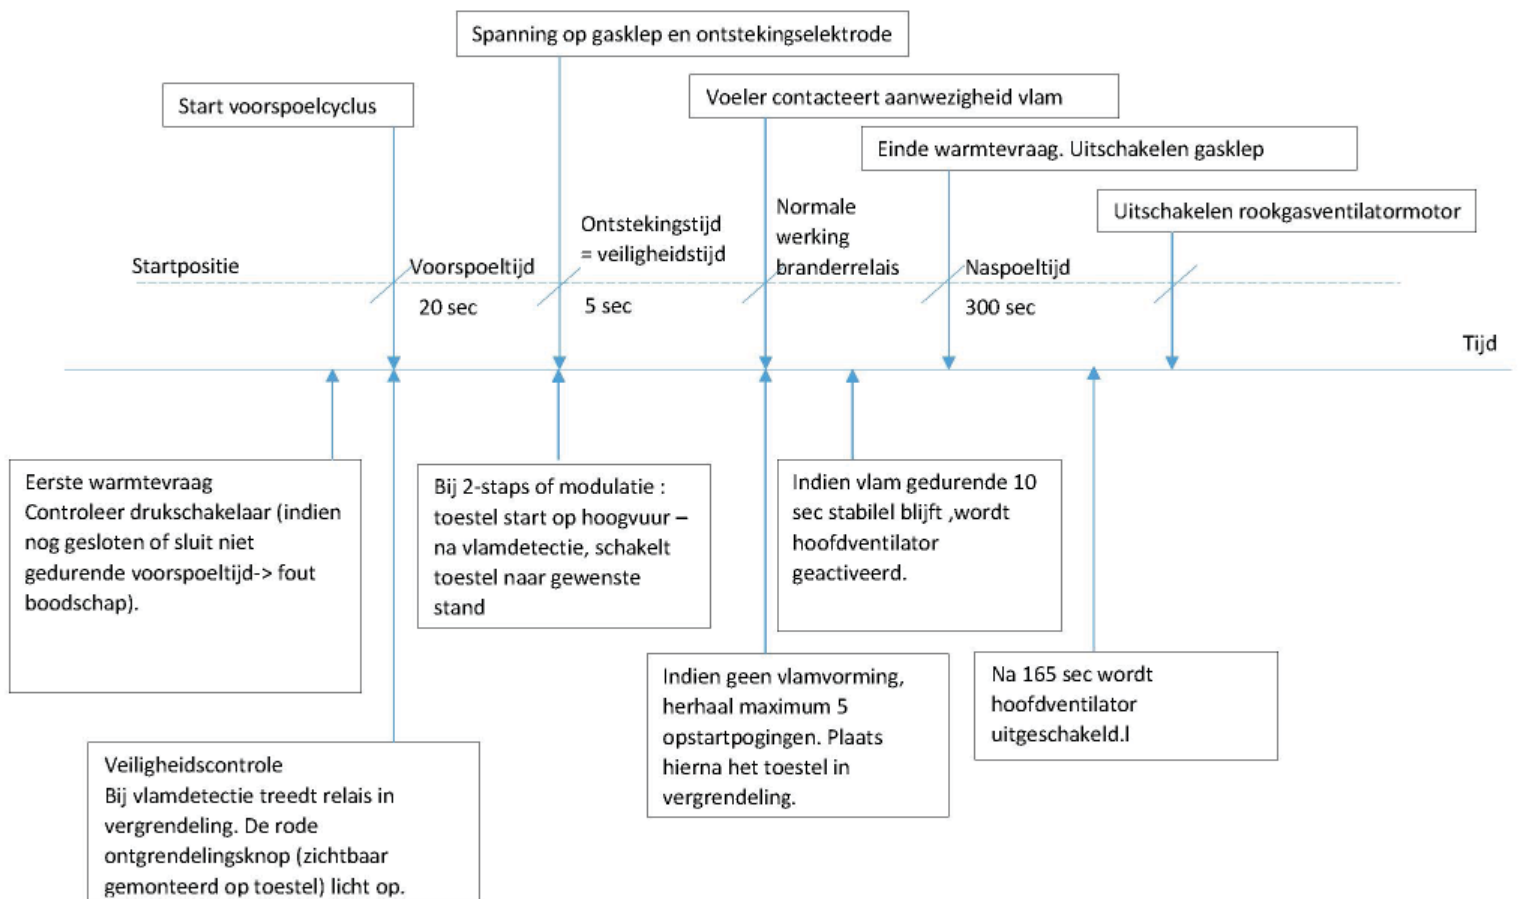 Spanning op gasklep en ontstekingselektrode
Start voorspoelcyclus
Voeler contacteert aanwezigheid vlam
Einde warmtevraag. Uitschakelen gasklep
Uitschakelen rookgasventilatormotor
Startpositie
Voorspoeltijd
20 sec
Ontstekingstijd
= veiligheidstijd
5 sec
Normale
werking
branderrelais
Naspoeltijd
300 sec
Tijd
Eerste warmtevraag
Controleer drukschakelaar (indien
nog gesloten of sluit niet
gedurende voorspoeltijd-> fout
boodschap).
Bij 2-staps of modulatie :
toestel start op hoogvuur –
na vlamdetectie, schakelt
toestel naar gewenste
stand
Indien vlam gedurende 10
sec stabilel blijft ,wordt
hoofdventilator
geactiveerd.
Indien geen vlamvorming,
herhaal maximum 5
opstartpogingen. Plaats
hierna het toestel in
vergrendeling.
Na 165 sec wordt
hoofdventilator
uitgeschakeld.l
Veiligheidscontrole
Bij vlamdetectie treedt relais in
vergrendeling. De rode
ontgrendelingsknop (zichtbaar
gemonteerd op toestel) licht op.